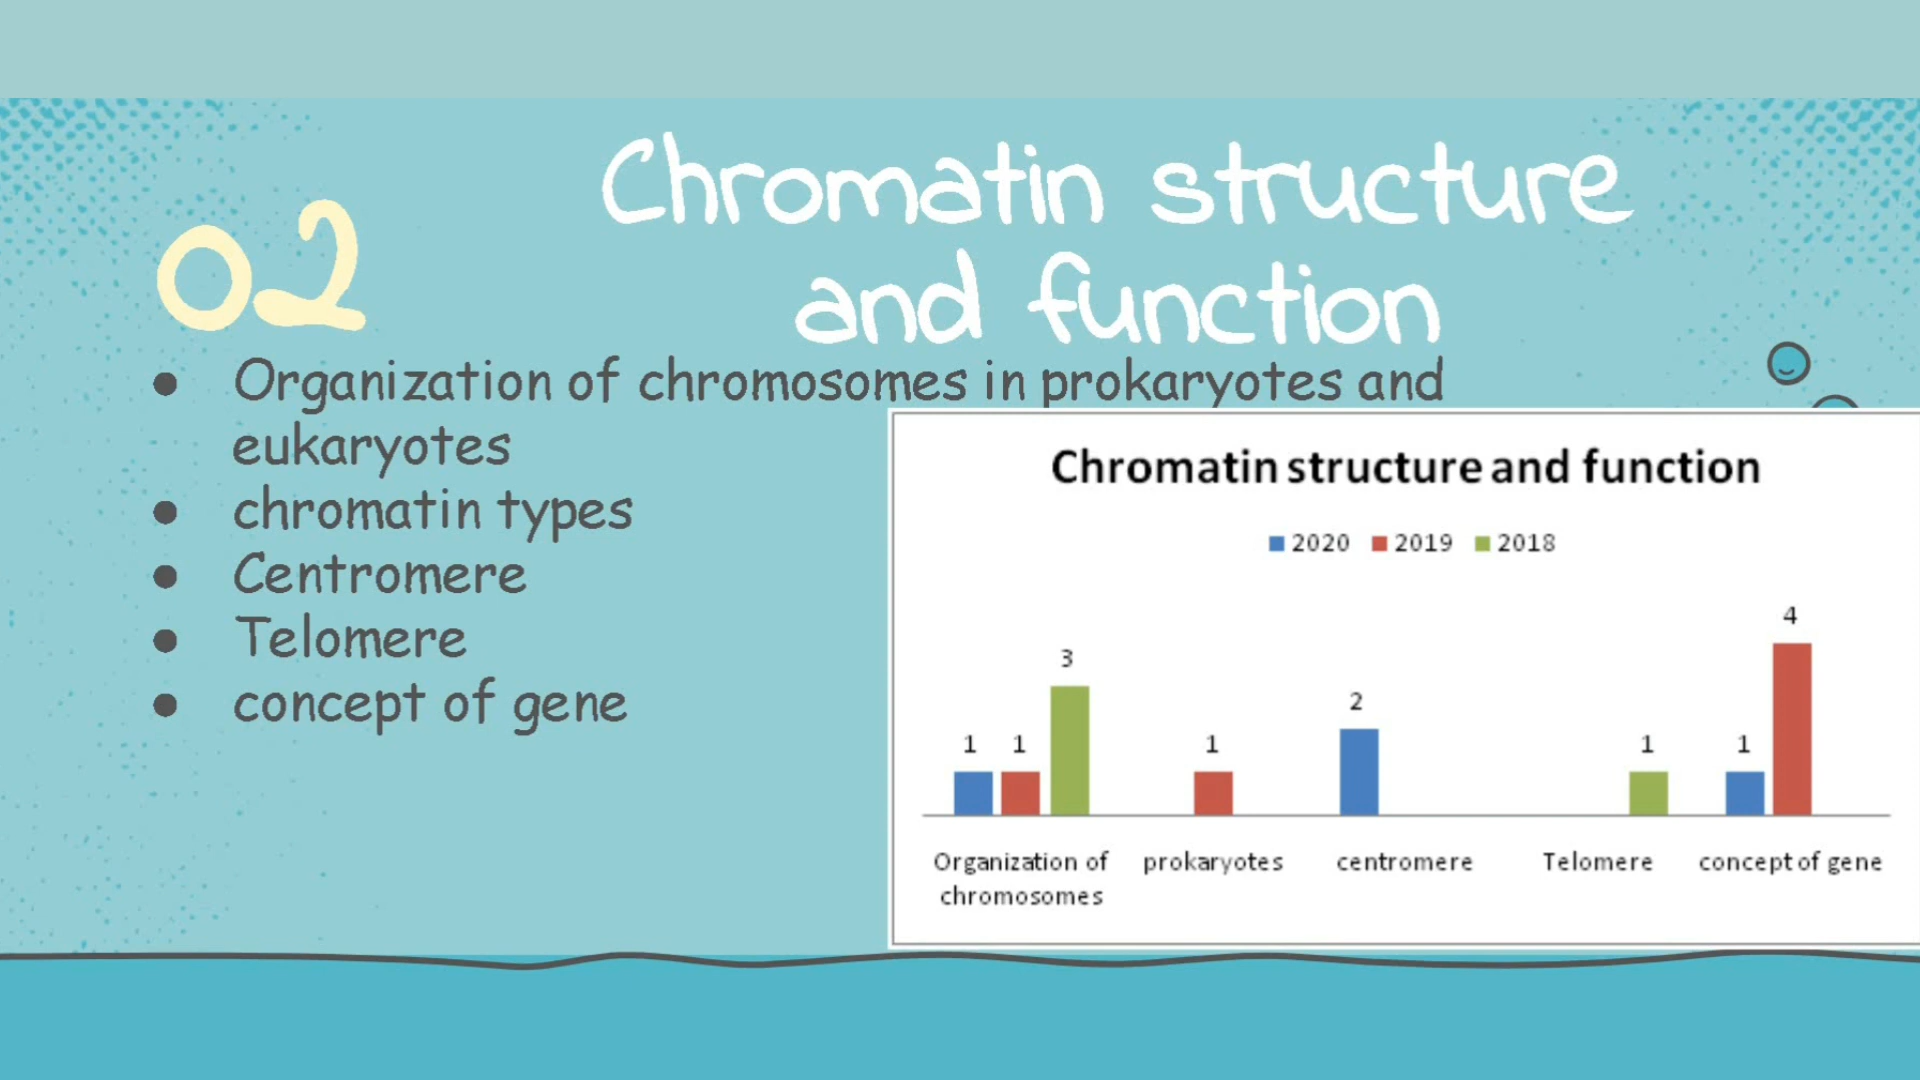 02
Chromatin structure
and function
● Organization of chromosomes in prokaryotes and
eukaryotes
● chromatin types
● Centromere
● Telomere
● concept of gene
Chromatin structure and function
2020 2019 2018
4
3
2
1 1 1 1 1
Organization of prokaryotes centromere Telomere concept of gene
chromosomes